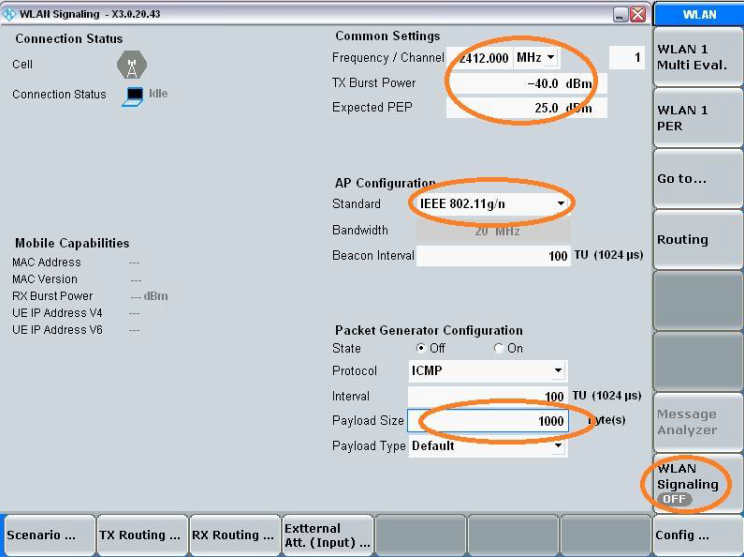 WLAN Signaling - X3.0.20.43
WLAN
Connection Status
Cell
Connection Status Idle
Common Settings
Frequency / Channel 2412.000 MHz 1
TX Burst Power -40.0 dBm
Expected PEP 25.0 dBm
AP Configuration
Standard IEEE 802.11g/n
Bandwidth 20 MHz
Beacon Interval 100 TU (1024 µs)
Mobile Capabilities
MAC Address ---
MAC Version ---
RX Burst Power --- dBm
UE IP Address V4 ---
UE IP Address V6 ---
Packet Generator Configuration
State Off On
Protocol ICMP
Interval 100 TU (1024 µs)
Payload Size 1000 Byte(s)
Payload Type Default
WLAN 1
Multi Eval.
WLAN 1
PER
Go to...
Routing
Message
Analyzer
WLAN
Signaling
OFF
Scenario ...
TX Routing ...
RX Routing ...
Extternal
Att. (Input) ...
Config ...